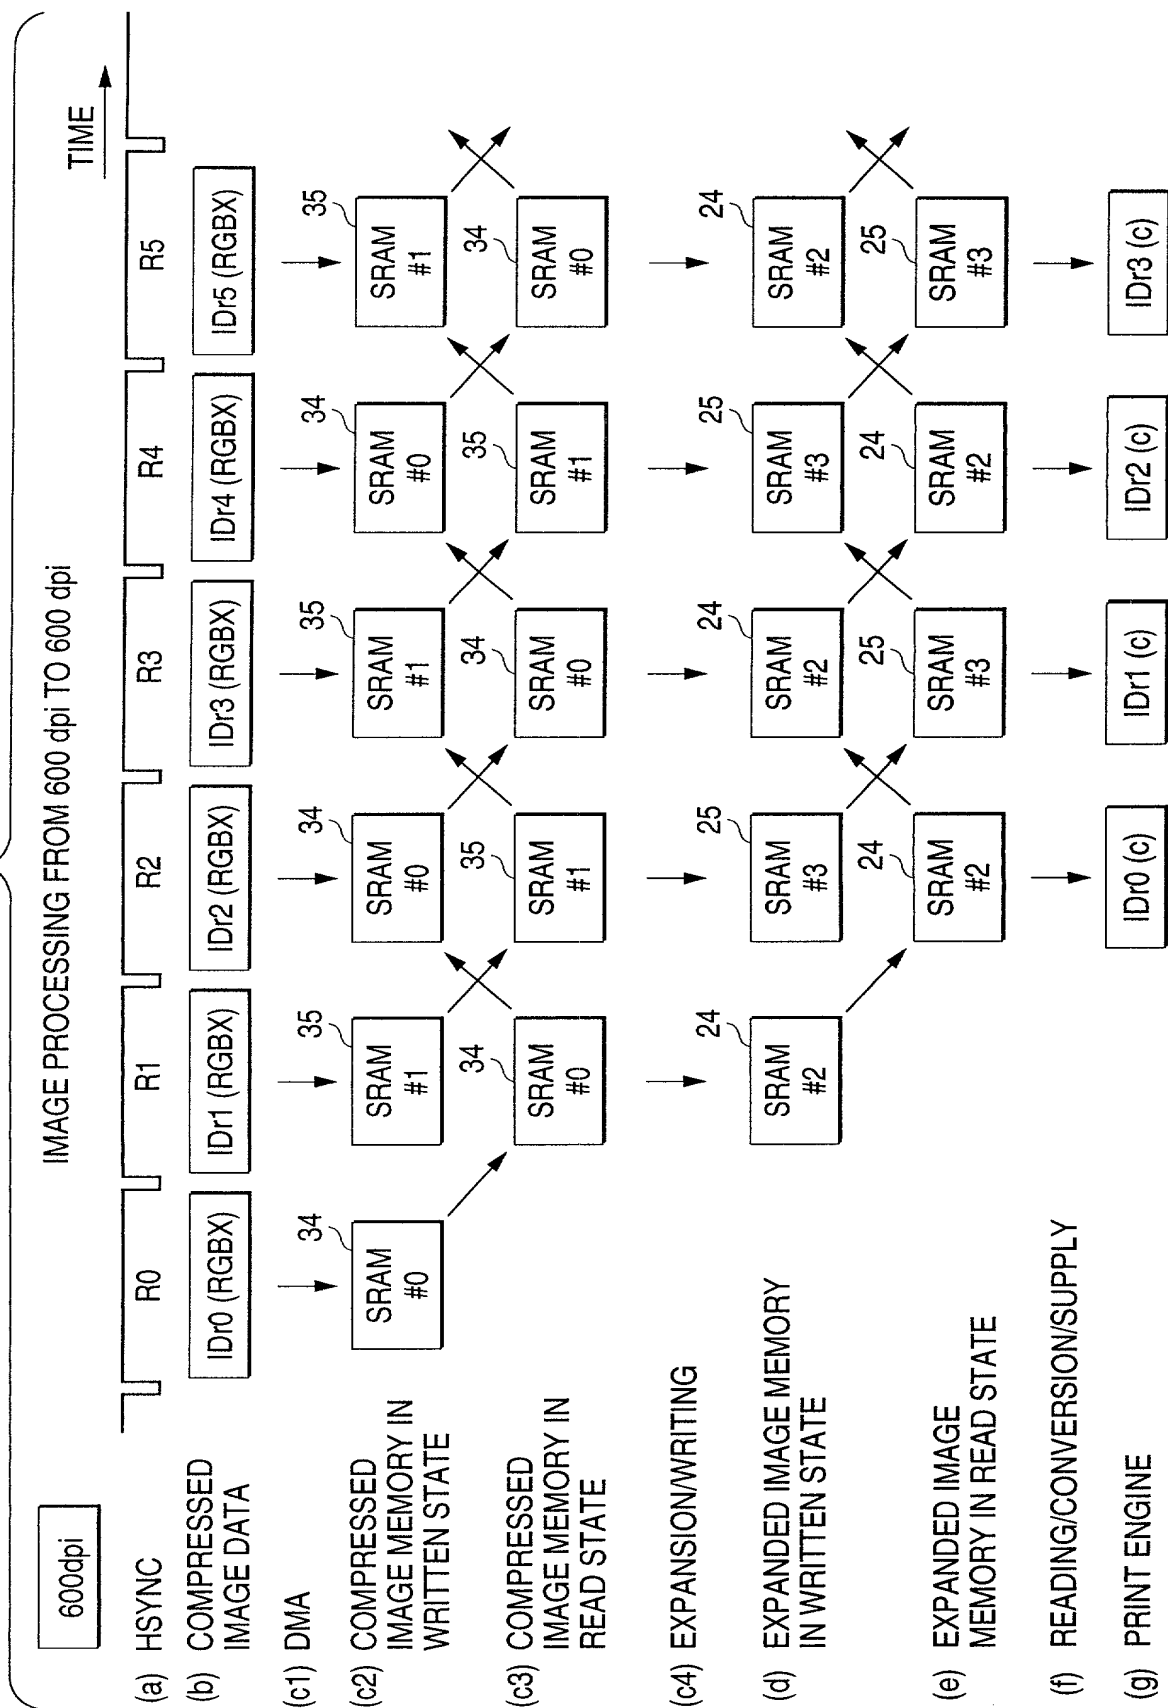 IMAGE PROCESSING FROM 600 dpi TO 600 dpi
600dpi
TIME
(a) HSYNC
R0 R1 R2 R3 R4 R5
(b) COMPRESSED
IMAGE DATA
IDr0 (RGBX) IDr1 (RGBX) IDr2 (RGBX) IDr3 (RGBX) IDr4 (RGBX) IDr5 (RGBX)
(c1) DMA
34 35 34 35 34 35
(c2) COMPRESSED
IMAGE MEMORY IN
WRITTEN STATE
SRAM SRAM SRAM SRAM SRAM SRAM
#0 #1 #0 #1 #0 #1
34 35 34 35 34
(c3) COMPRESSED
IMAGE MEMORY IN
READ STATE
SRAM SRAM SRAM SRAM SRAM
#0 #1 #0 #1 #0
(c4) EXPANSION/WRITING
24 25 24 25 24
(d) EXPANDED IMAGE MEMORY
IN WRITTEN STATE
SRAM SRAM SRAM SRAM SRAM
#2 #3 #2 #3 #2
24 25 24 25
(e) EXPANDED IMAGE
MEMORY IN READ STATE
SRAM SRAM SRAM SRAM
#2 #3 #2 #3
(f) READING/CONVERSION/SUPPLY
(g) PRINT ENGINE
IDr0 (c) IDr1 (c) IDr2 (c) IDr3 (c)